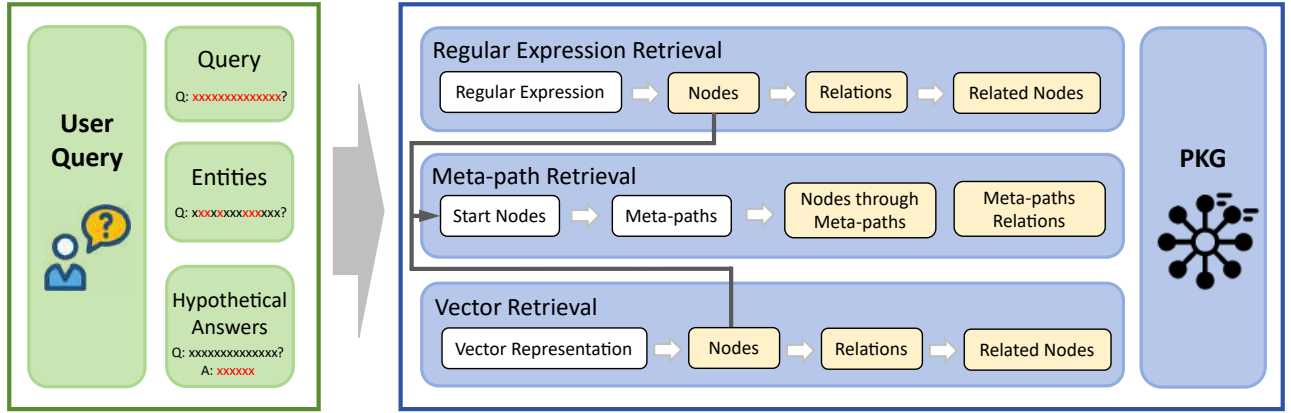 User
Query
Query
Q: xxxxxxxxxxxxxx?
Entities
Q: xxxxxxxxxxxxxx?
Hypothetical
Answers
Q: xxxxxxxxxxxxxx?
A: xxxxxx
Regular Expression Retrieval
Regular Expression
Nodes
Relations
Related Nodes
Meta-path Retrieval
Start Nodes
Meta-paths
Nodes through
Meta-paths
Meta-paths
Relations
Vector Retrieval
Vector Representation
Nodes
Relations
Related Nodes
PKG